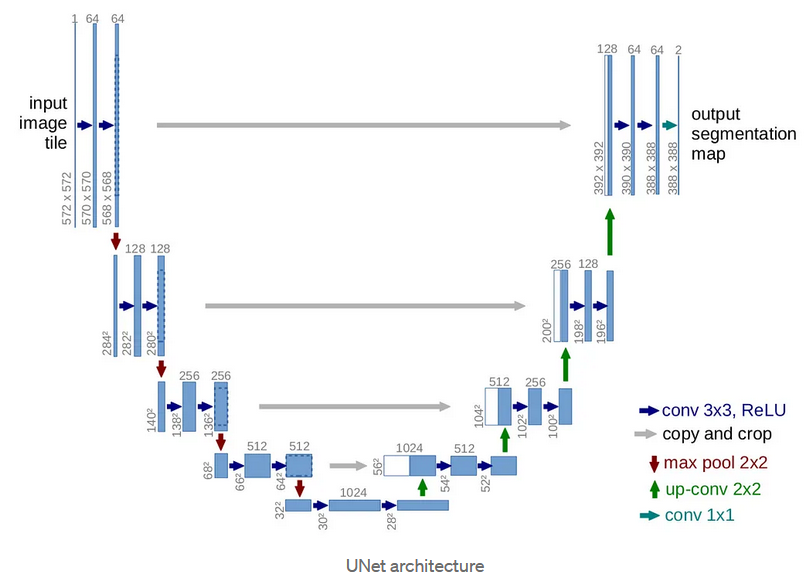 1 64 64
input
image
tile
572 x 572
570 x 570
568 x 568
128 64 64 2
output
segmentation
map
392 x 392
390 x 390
388 x 388
388 x 388
128 128
284²
282²
280²
256 128
200²
198²
196²
256 256
140²
138²
136²
512 256
104²
102²
100²
512 512
68²
66²
64²
1024 512
56²
54²
52²
1024
32²
30²
28²
conv 3x3, ReLU
copy and crop
max pool 2x2
up-conv 2x2
conv 1x1
UNet architecture